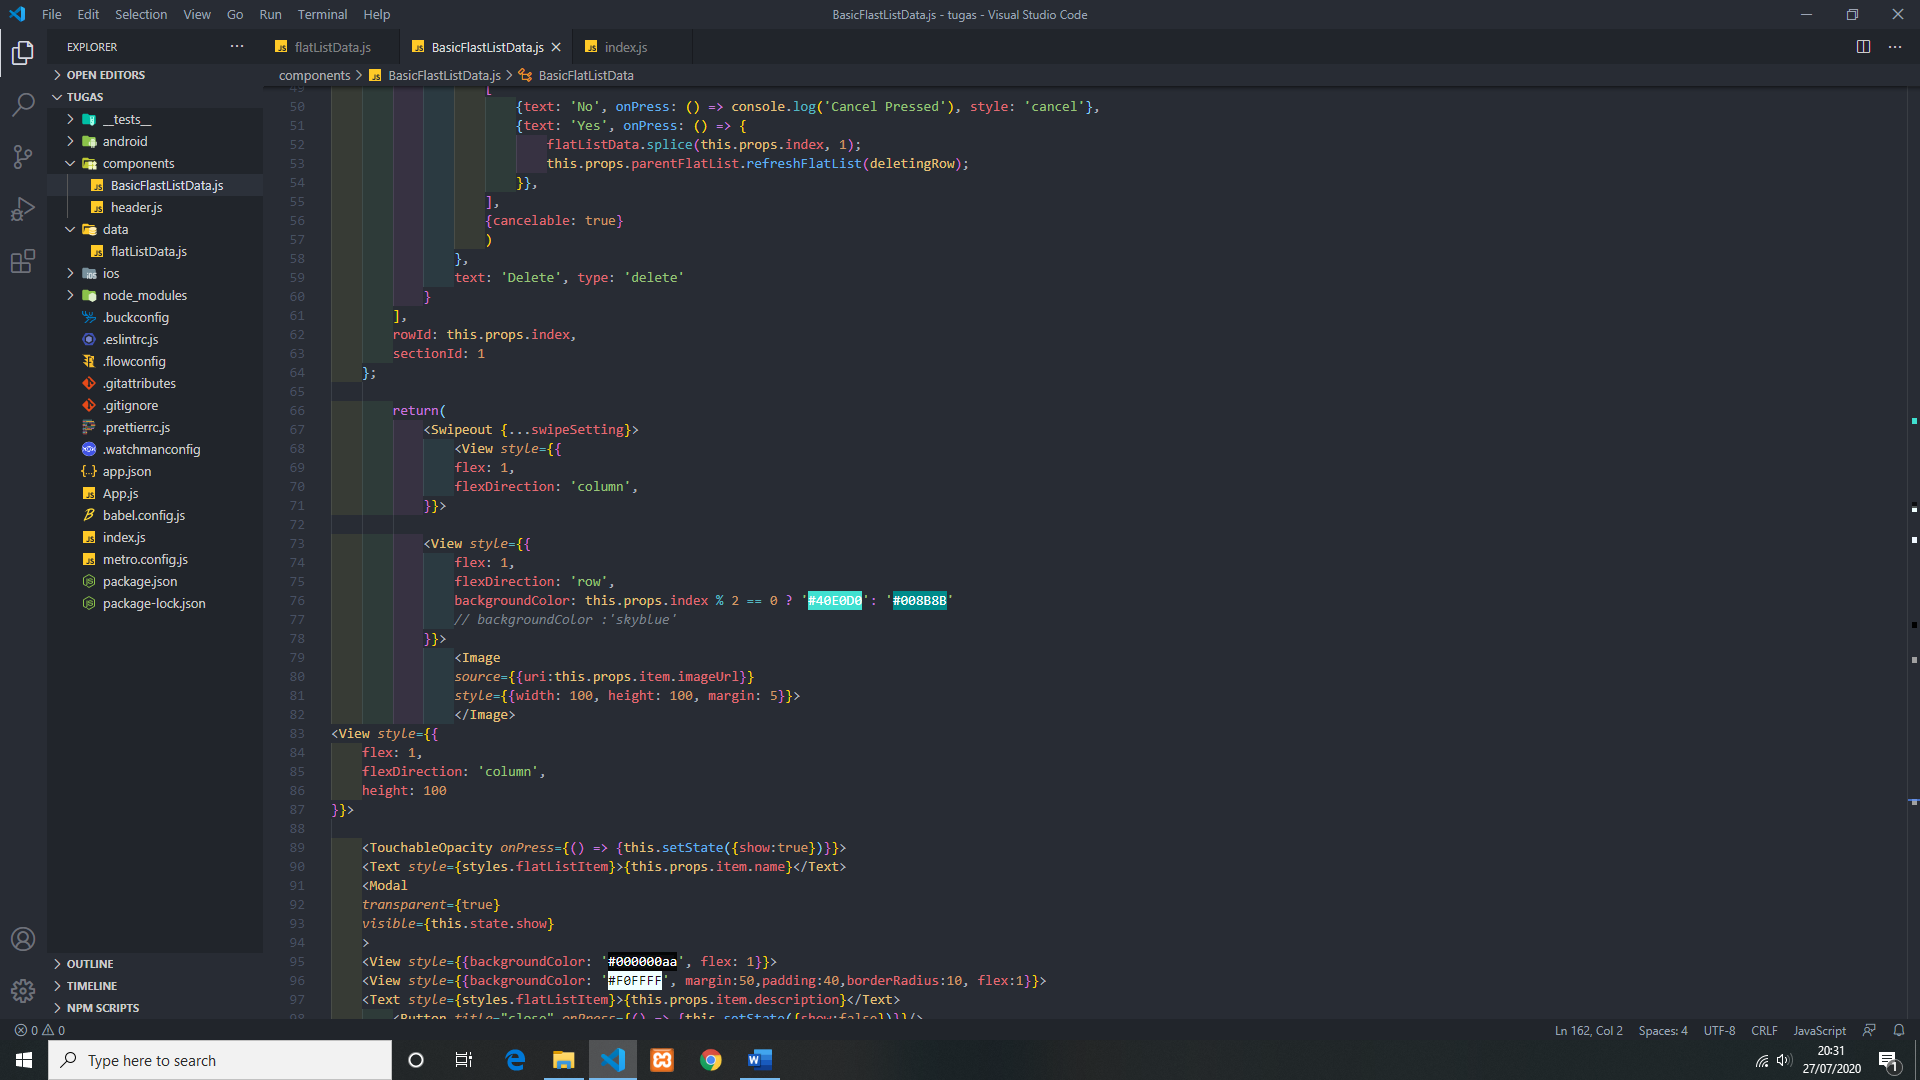 File Edit Selection View Go Run Terminal Help
BasicFlastListData.js - tugas - Visual Studio Code
EXPLORER
flatListData.js
BasicFlastListData.js
index.js
OPEN EDITORS
components > BasicFlastListData.js > BasicFlatListData
TUGAS
__tests__
android
components
BasicFlastListData.js
header.js
data
flatListData.js
ios
node_modules
.buckconfig
.eslintrc.js
.flowconfig
.gitattributes
.gitignore
.prettierrc.js
.watchmanconfig
app.json
App.js
babel.config.js
index.js
metro.config.js
package.json
package-lock.json
OUTLINE
TIMELINE
NPM SCRIPTS
49 [
50 {text: 'No', onPress: () => console.log('Cancel Pressed'), style: 'cancel'},
51 {text: 'Yes', onPress: () => {
52 flatListData.splice(this.props.index, 1);
53 this.props.parentFlatList.refreshFlatList(deletingRow);
54 }},
55 ],
56 {cancelable: true}
57 )
58 },
59 text: 'Delete', type: 'delete'
60 }
61 ],
62 rowId: this.props.index,
63 sectionId: 1
64 };
65
66 return(
67 <Swipeout {...swipeSetting}>
68 <View style={{
69 flex: 1,
70 flexDirection: 'column',
71 }}>
72
73 <View style={{
74 flex: 1,
75 flexDirection: 'row',
76 backgroundColor: this.props.index % 2 == 0 ? '#40E0D0': '#008B8B'
77 // backgroundColor :'skyblue'
78 }}>
79 <Image
80 source={{uri:this.props.item.imageUrl}}
81 style={{width: 100, height: 100, margin: 5}}>
82 </Image>
83 <View style={{
84 flex: 1,
85 flexDirection: 'column',
86 height: 100
87 }}>
88
89 <TouchableOpacity onPress={() => {this.setState({show:true})}}>
90 <Text style={styles.flatListItem}>{this.props.item.name}</Text>
91 <Modal
92 transparent={true}
93 visible={this.state.show}
94 >
95 <View style={{backgroundColor: '#000000aa', flex: 1}}>
96 <View style={{backgroundColor: '#F0FFFF', margin:50,padding:40,borderRadius:10, flex:1}}>
97 <Text style={styles.flatListItem}>{this.props.item.description}</Text>
98 <Button title="close" onPress={() => {this.setState({show:false})}}/>
0 0
Ln 162, Col 2 Spaces: 4 UTF-8 CRLF JavaScript
Type here to search
20:31
27/07/2020
1